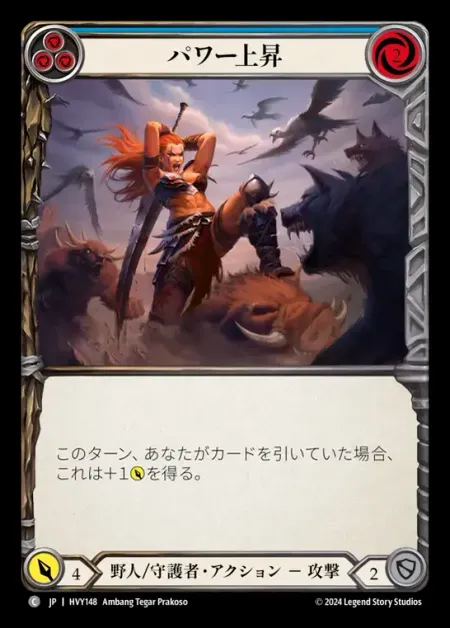 パワー上昇
2
このターン、あなたがカードを引いていた場合、
これは+1を得る。
4
野人/守護者・アクション － 攻撃
2
C JP | HVY148 Ambang Tegar Prakoso
© 2024 Legend Story Studios